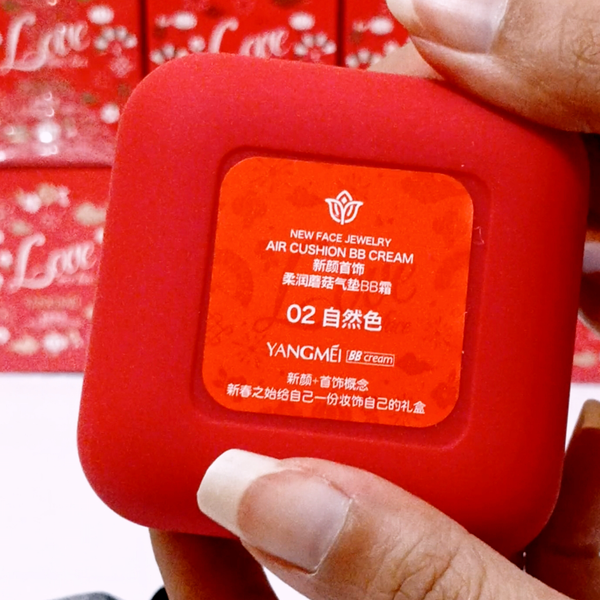 Love
Love
Love
NEW FACE JEWELRY
AIR CUSHION BB CREAM
新颜首饰
柔润蘑菇气垫BB霜
02 自然色
YANGMÉI BB cream
新颜+首饰概念
新春之始给自己一份妆饰自己的礼盒